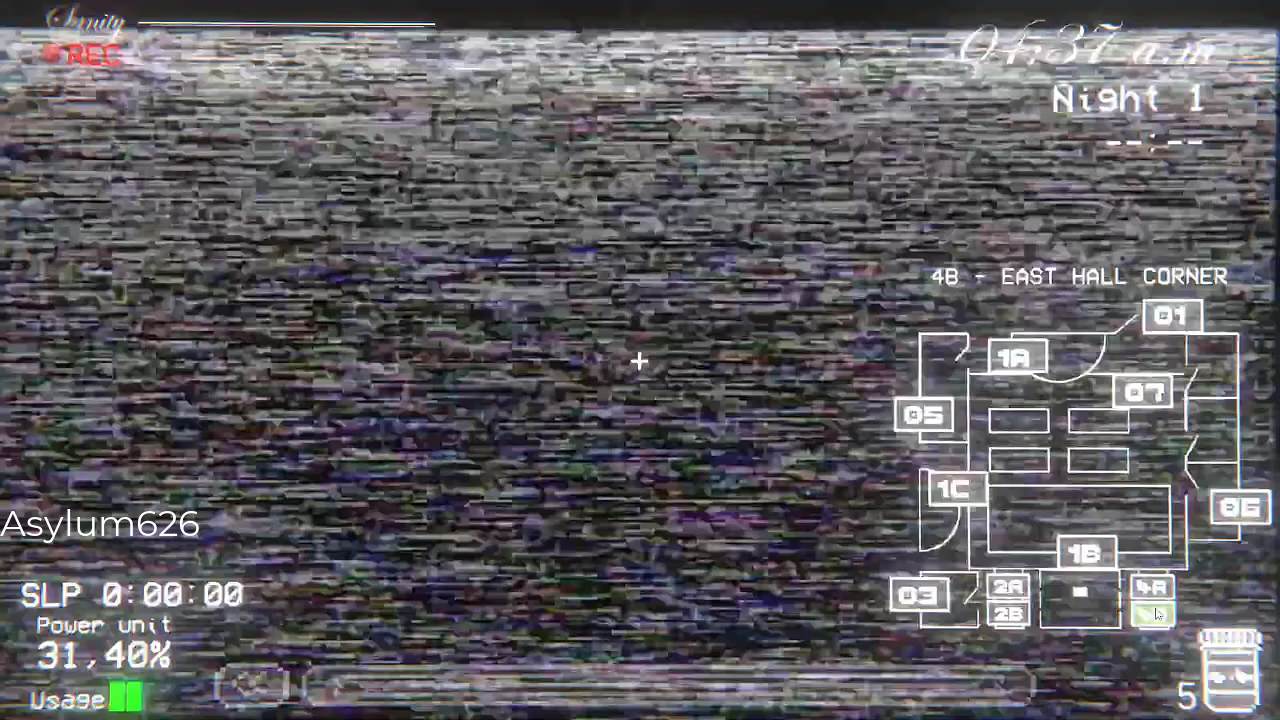 Sanity
REC
04:37 a.m
Night 1
--:--
4B - EAST HALL CORNER
01
1A
07
05
1C
06
1B
03
2A
4A
2B
Asylum626
SLP 0:00:00
Power unit
31,40%
Usage
5